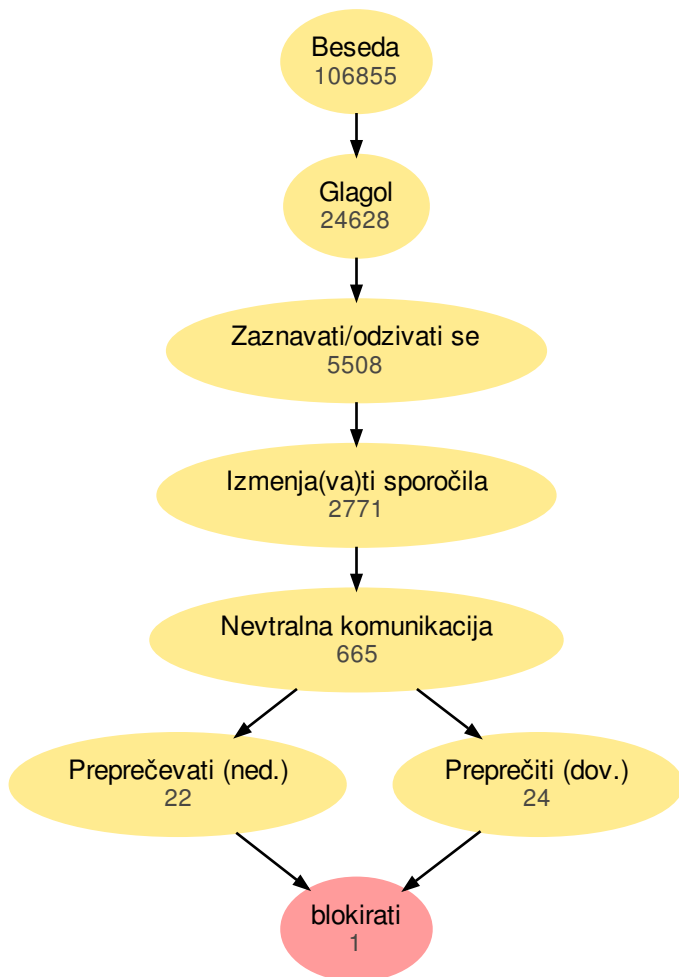 Beseda
106855
Glagol
24628
Zaznavati/odzivati se
5508
Izmenja(va)ti sporočila
2771
Nevtralna komunikacija
665
Preprečevati (ned.)
22
Preprečiti (dov.)
24
blokirati
1